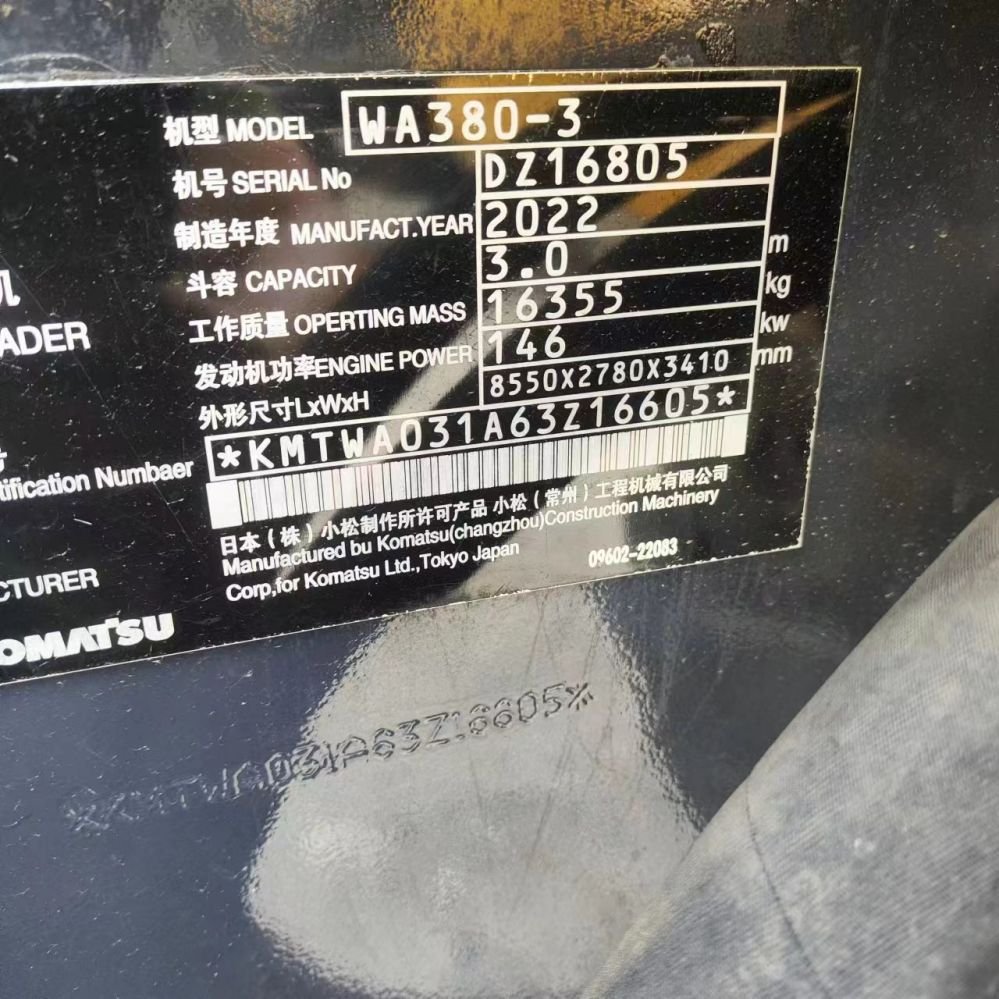 机型 MODEL WA380-3
机号 SERIAL No DZ16805
制造年度 MANUFACT.YEAR 2022
斗容 CAPACITY 3.0 m
工作质量 OPERTING MASS 16355 kg
发动机功率ENGINE POWER 146 kw
外形尺寸LxWxH 8550X2780X3410 mm
机
ADER
tification Numbaer *KMTWA031A63Z16605*
日本（株）小松制作所许可产品 小松（常州）工程机械有限公司
Manufactured bu Komatsu(changzhou)Construction Machinery
Corp,for Komatsu Ltd.,Tokyo Japan 09602-22083
CTURER
OMATSU
*KMTWA031A63Z16605*